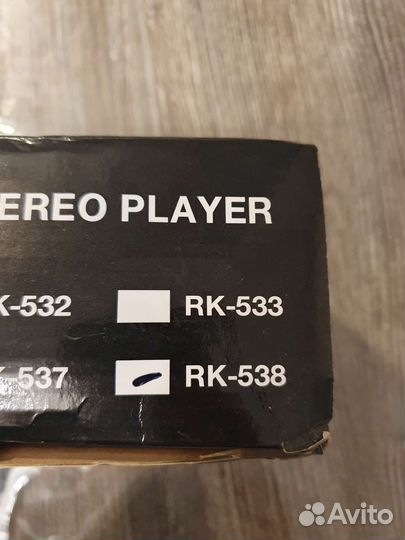 EREO PLAYER
K-532 RK-533
K-537 RK-538
Avito